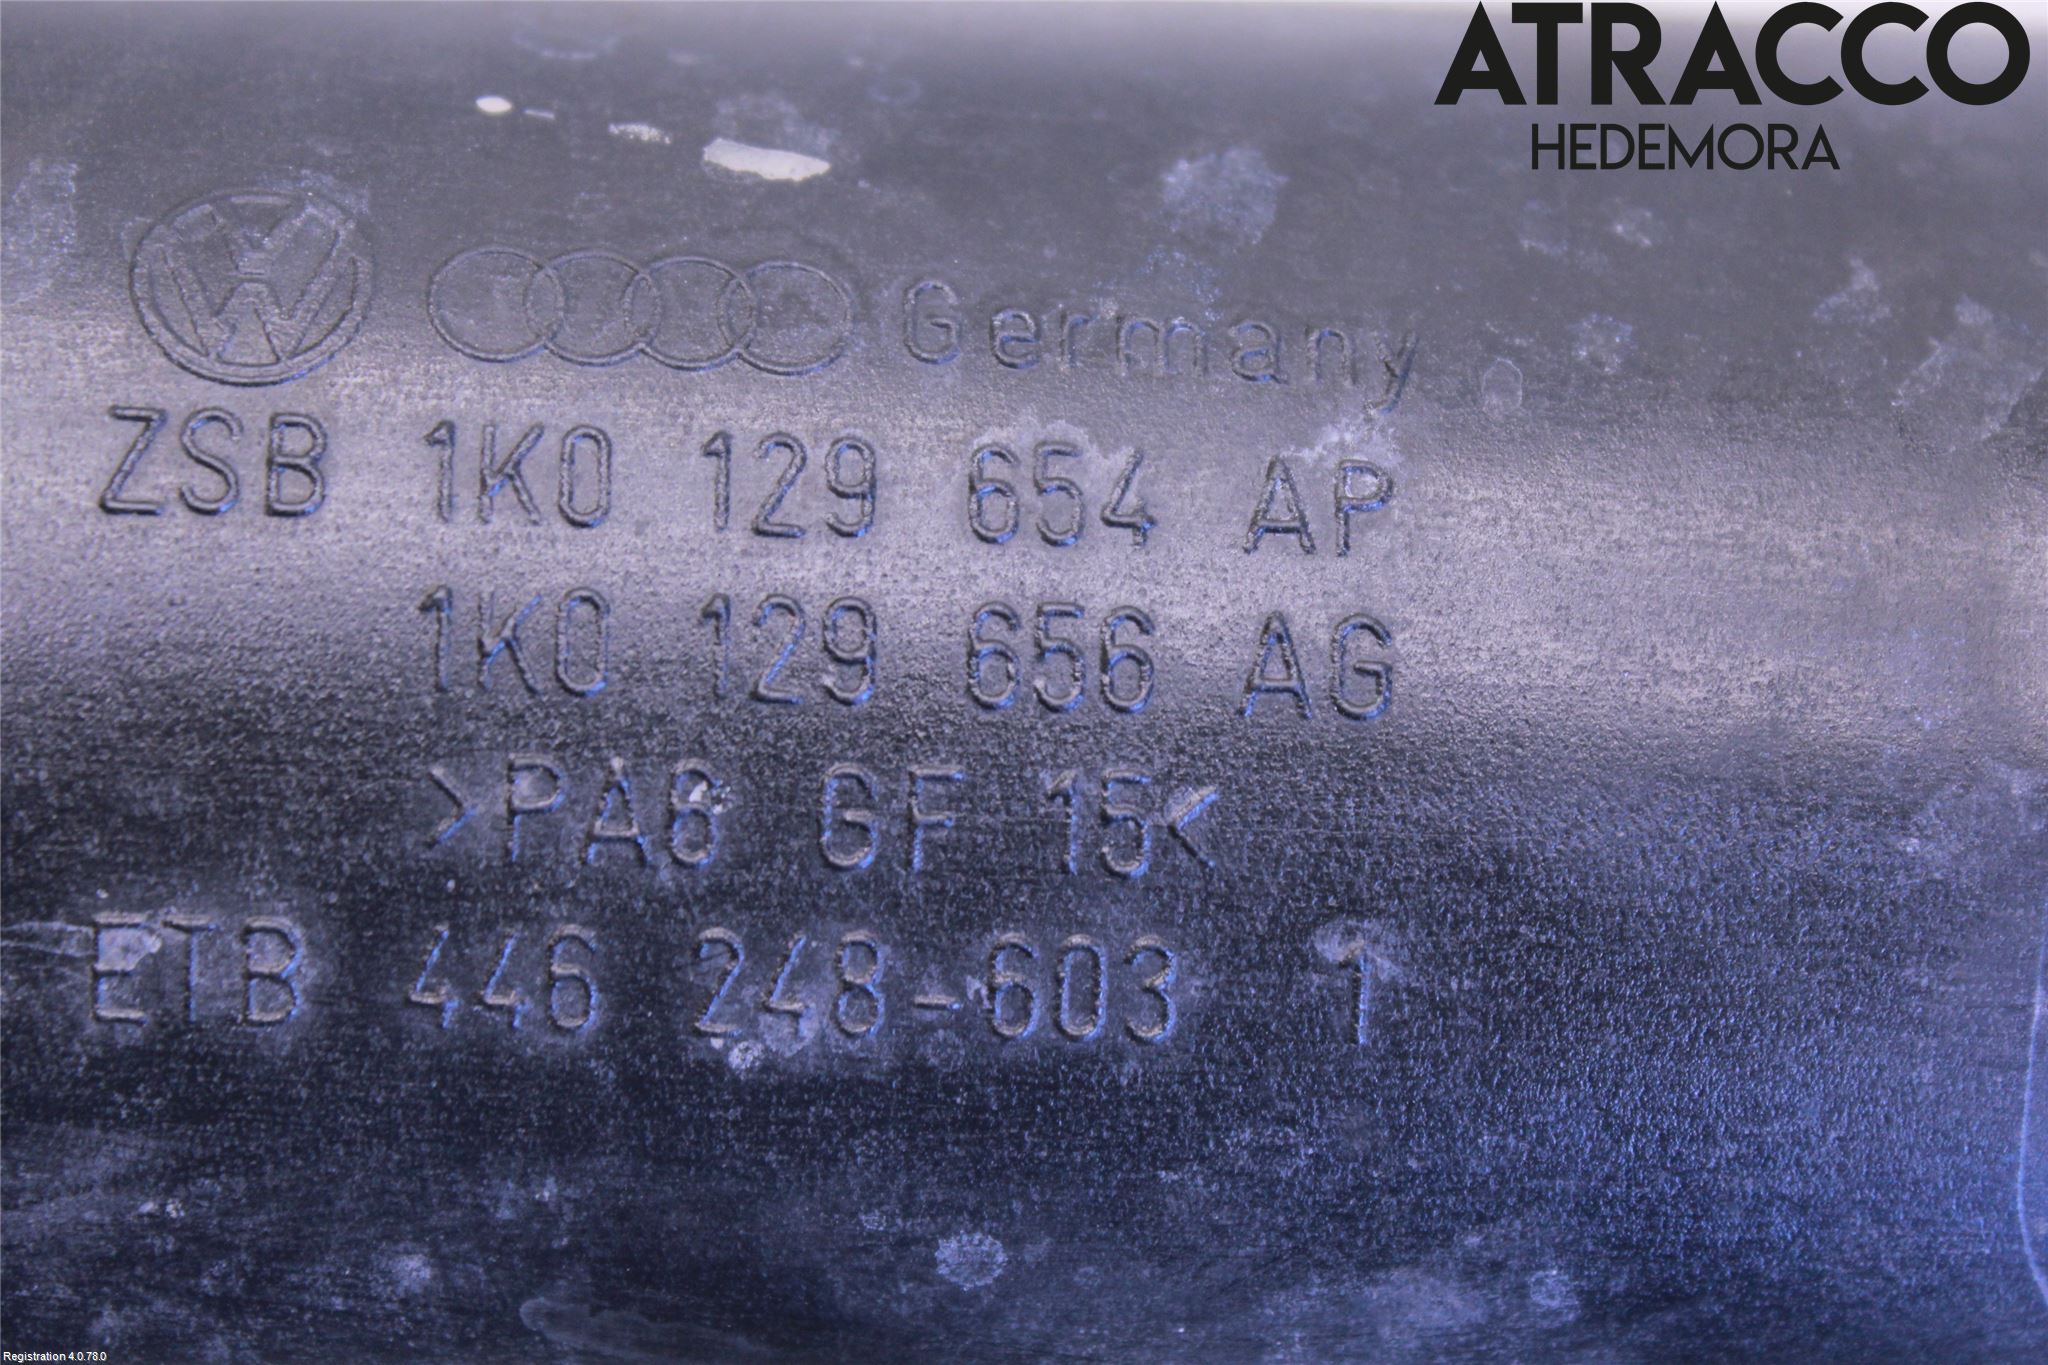 ATRACCO
HEDEMORA
Germany
ZSB 1K0 129 654 AP
1K0 129 656 AG
>PA6 GF 15<
ETB 446 248-603 1
Registration 4.0.78.0